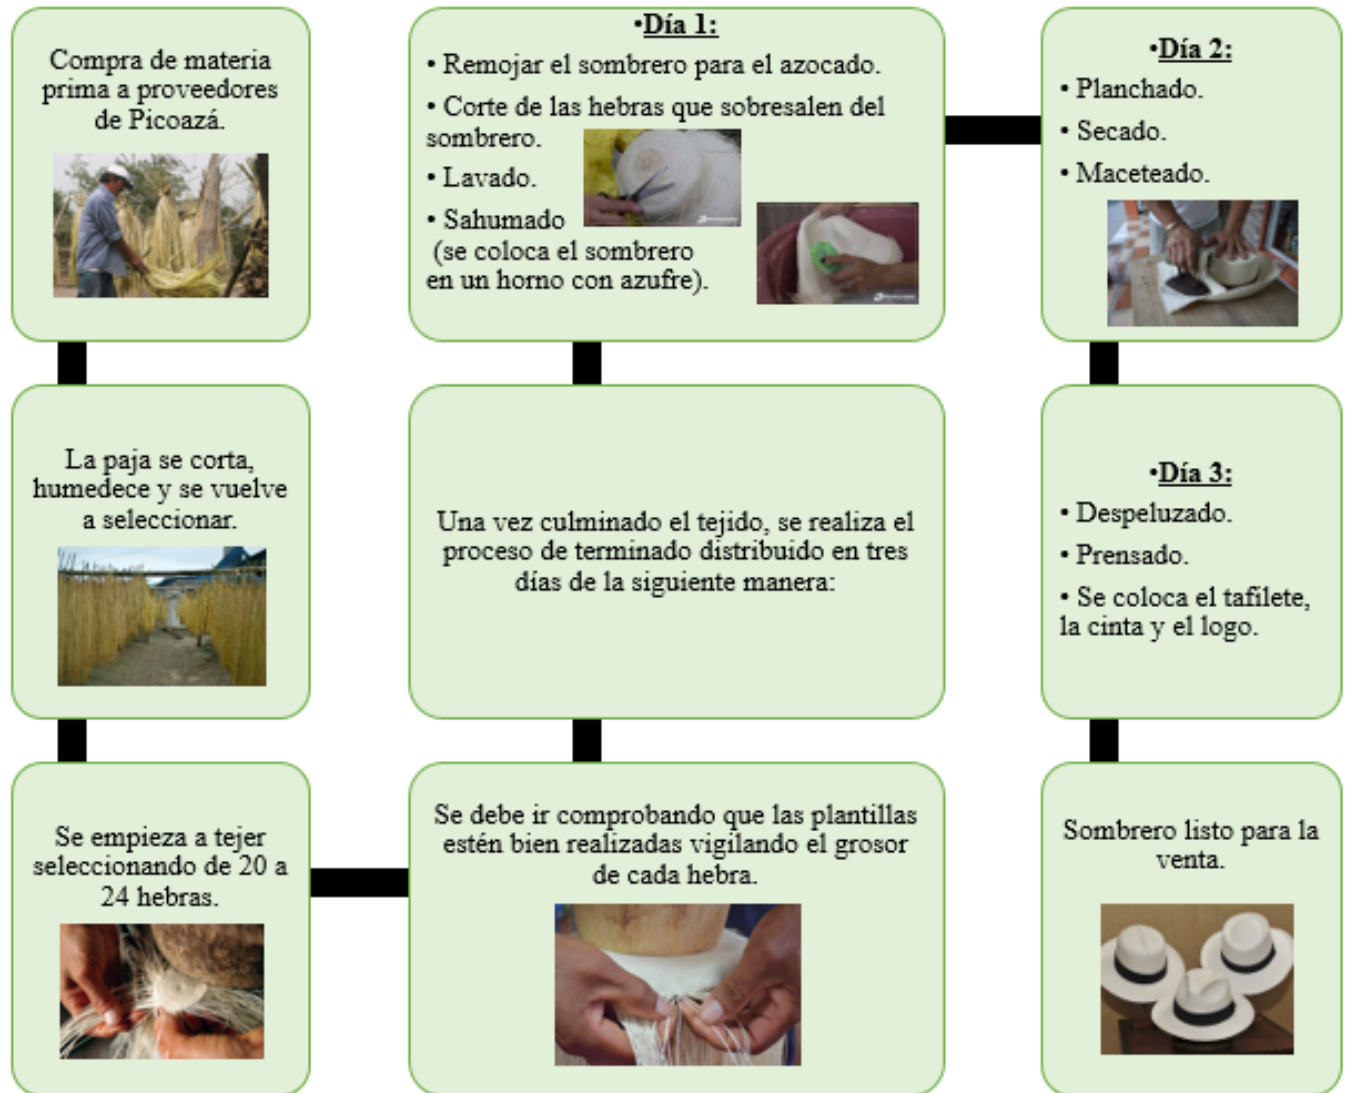 Compra de materia
prima a proveedores
de Picoazá.
La paja se corta,
humedece y se vuelve
a seleccionar.
Se empieza a tejer
seleccionando de 20 a
24 hebras.
Se debe ir comprobando que las plantillas
estén bien realizadas vigilando el grosor
de cada hebra.
Una vez culminado el tejido, se realiza el
proceso de terminado distribuido en tres
días de la siguiente manera:
•Día 1:
• Remojar el sombrero para el azocado.
• Corte de las hebras que sobresalen del
sombrero.
• Lavado.
• Sahumado
(se coloca el sombrero
en un horno con azufre).
•Día 2:
• Planchado.
• Secado.
• Maceteado.
•Día 3:
• Despeluzado.
• Prensado.
• Se coloca el tafilete,
la cinta y el logo.
Sombrero listo para la
venta.